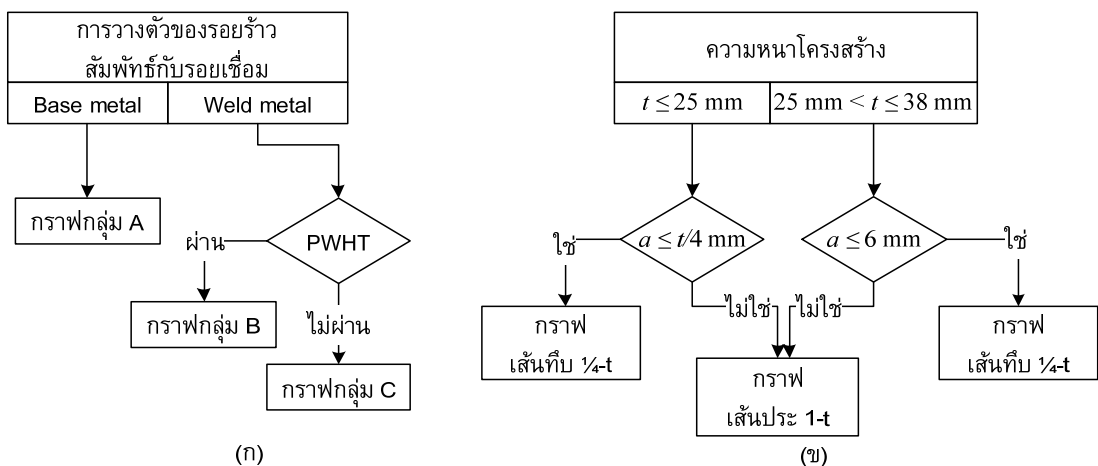 การวางตัวของรอยร้าว
สัมพัทธ์กับรอยเชื่อม
Base metal
Weld metal
กราฟกลุ่ม A
PWHT
ผ่าน
กราฟกลุ่ม B
ไม่ผ่าน
กราฟกลุ่ม C
(ก)
ความหนาโครงสร้าง
t ≤ 25 mm
25 mm < t ≤ 38 mm
a ≤ t/4 mm
a ≤ 6 mm
ใช่
ใช่
ไม่ใช่
ไม่ใช่
กราฟ
เส้นทึบ ¼-t
กราฟ
เส้นประ 1-t
กราฟ
เส้นทึบ ¼-t
(ข)